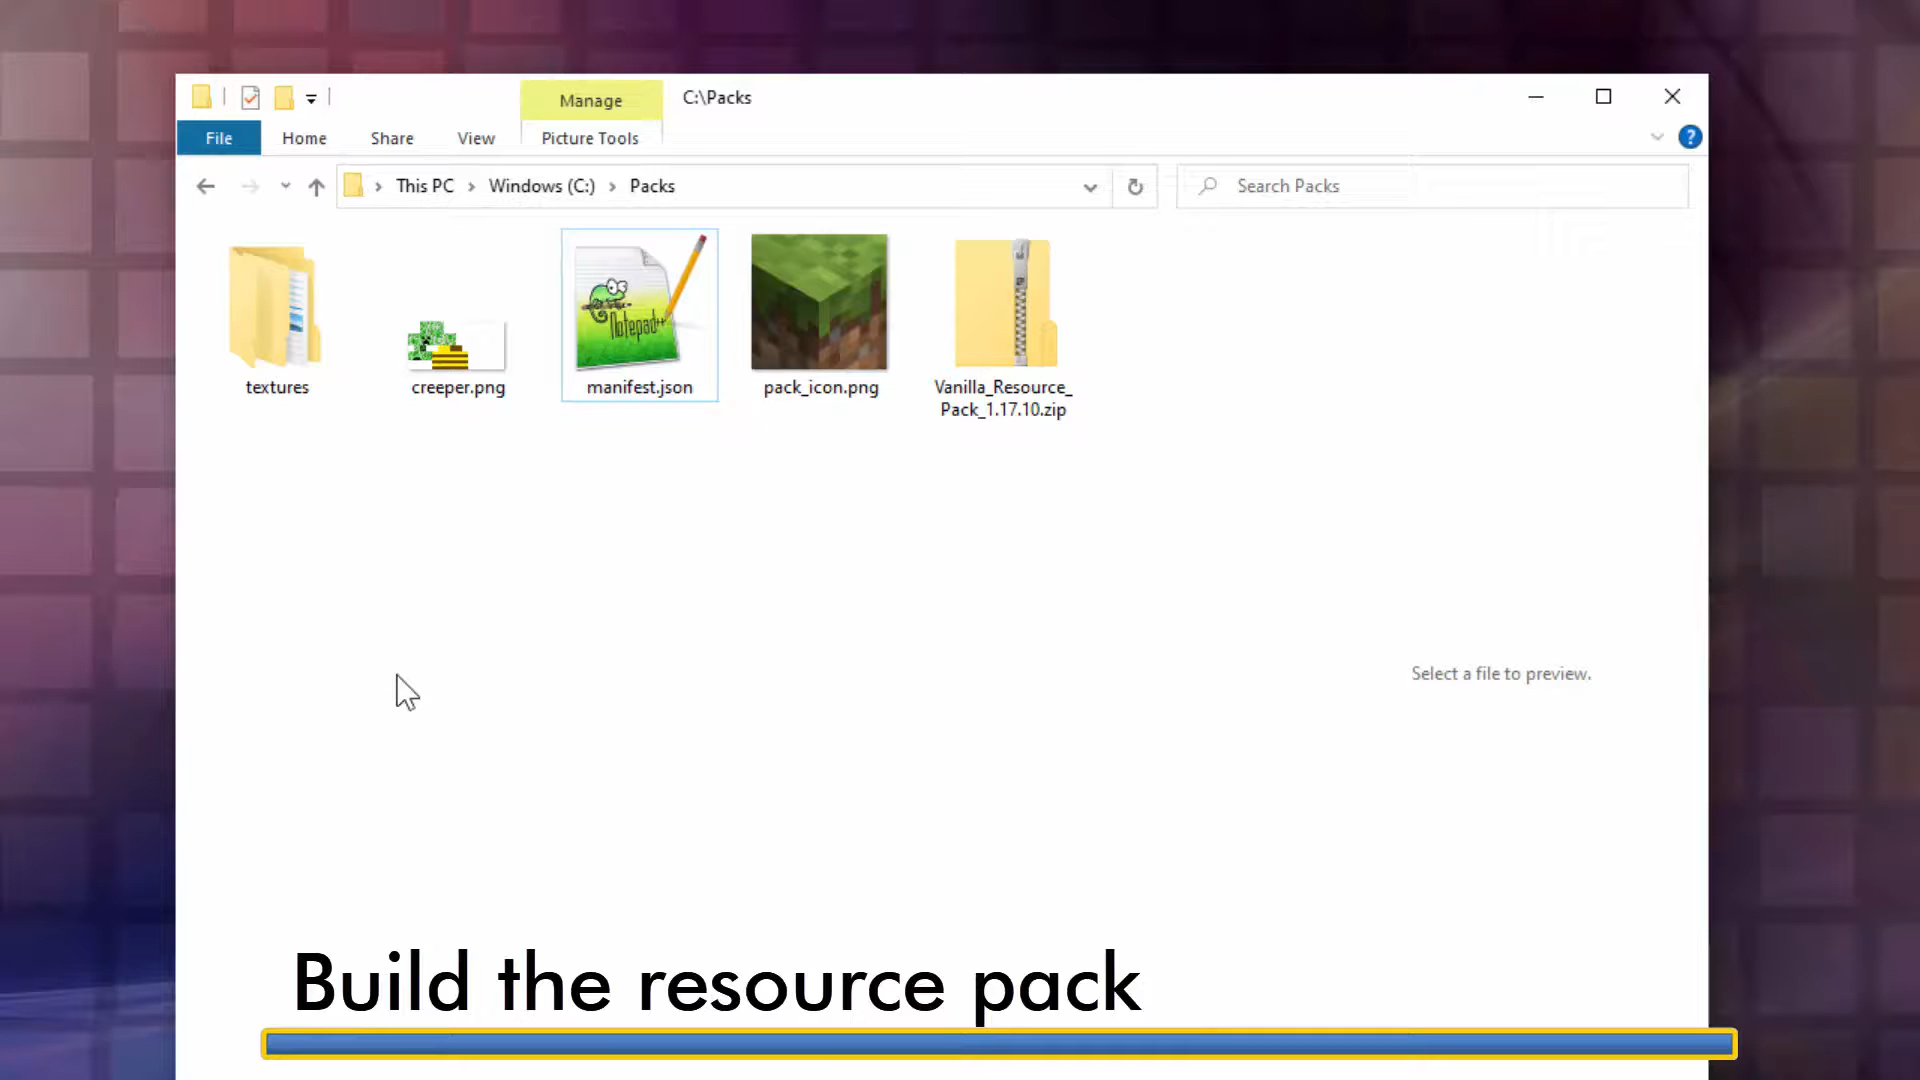 Manage
C:\Packs
File
Home
Share
View
Picture Tools
This PC
Windows (C:)
Packs
Search Packs
?
Notepad++
textures
creeper.png
manifest.json
pack_icon.png
Vanilla_Resource_
Pack_1.17.10.zip
Select a file to preview.
Build the resource pack